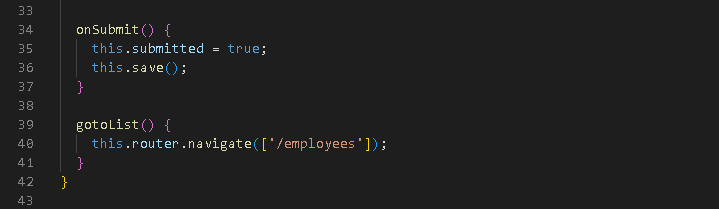 33
34 onSubmit() {
35 this.submitted = true;
36 this.save();
37 }
38
39 gotoList() {
40 this.router.navigate(['/employees']);
41 }
42 }
43